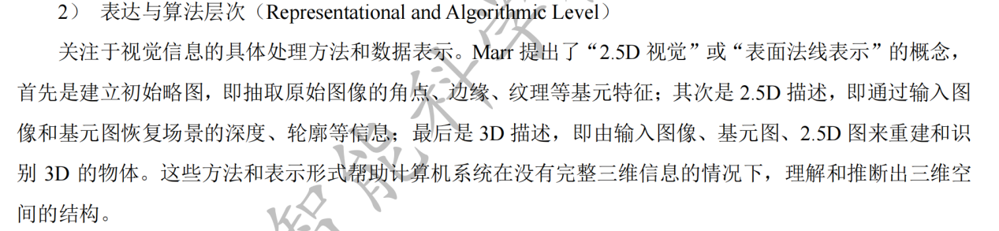 2） 表达与算法层次（Representational and Algorithmic Level）
关注于视觉信息的具体处理方法和数据表示。Marr 提出了“2.5D 视觉”或“表面法线表示”的概念，
首先是建立初始略图，即抽取原始图像的角点、边缘、纹理等基元特征；其次是 2.5D 描述，即通过输入图
像和基元图恢复场景的深度、轮廓等信息；最后是 3D 描述，即由输入图像、基元图、2.5D 图来重建和识
别 3D 的物体。这些方法和表示形式帮助计算机系统在没有完整三维信息的情况下，理解和推断出三维空
间的结构。
智能科学